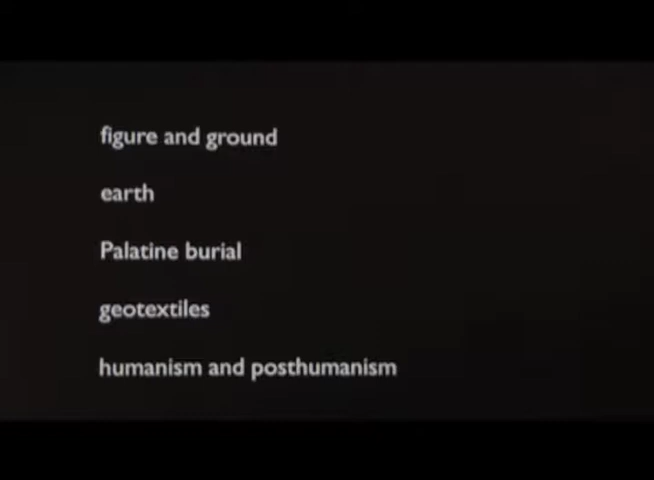 figure and ground
earth
Palatine burial
geotextiles
humanism and posthumanism